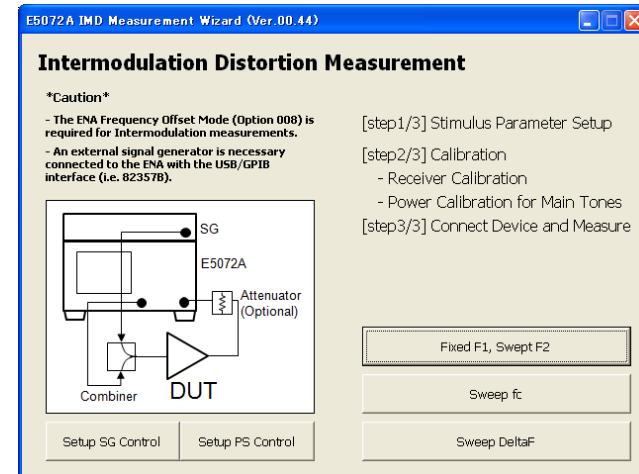 E5072A IMD Measurement Wizard (Ver.00.44)
Intermodulation Distortion Measurement
*Caution*
- The ENA Frequency Offset Mode (Option 008) is
required for Intermodulation measurements.
- An external signal generator is necessary
connected to the ENA with the USB/GPIB
interface (i.e. 82357B).
SG
E5072A
Attenuator
(Optional)
Combiner
DUT
Setup SG Control
Setup PS Control
[step1/3] Stimulus Parameter Setup
[step2/3] Calibration
- Receiver Calibration
- Power Calibration for Main Tones
[step3/3] Connect Device and Measure
Fixed F1, Swept F2
Sweep fc
Sweep DeltaF